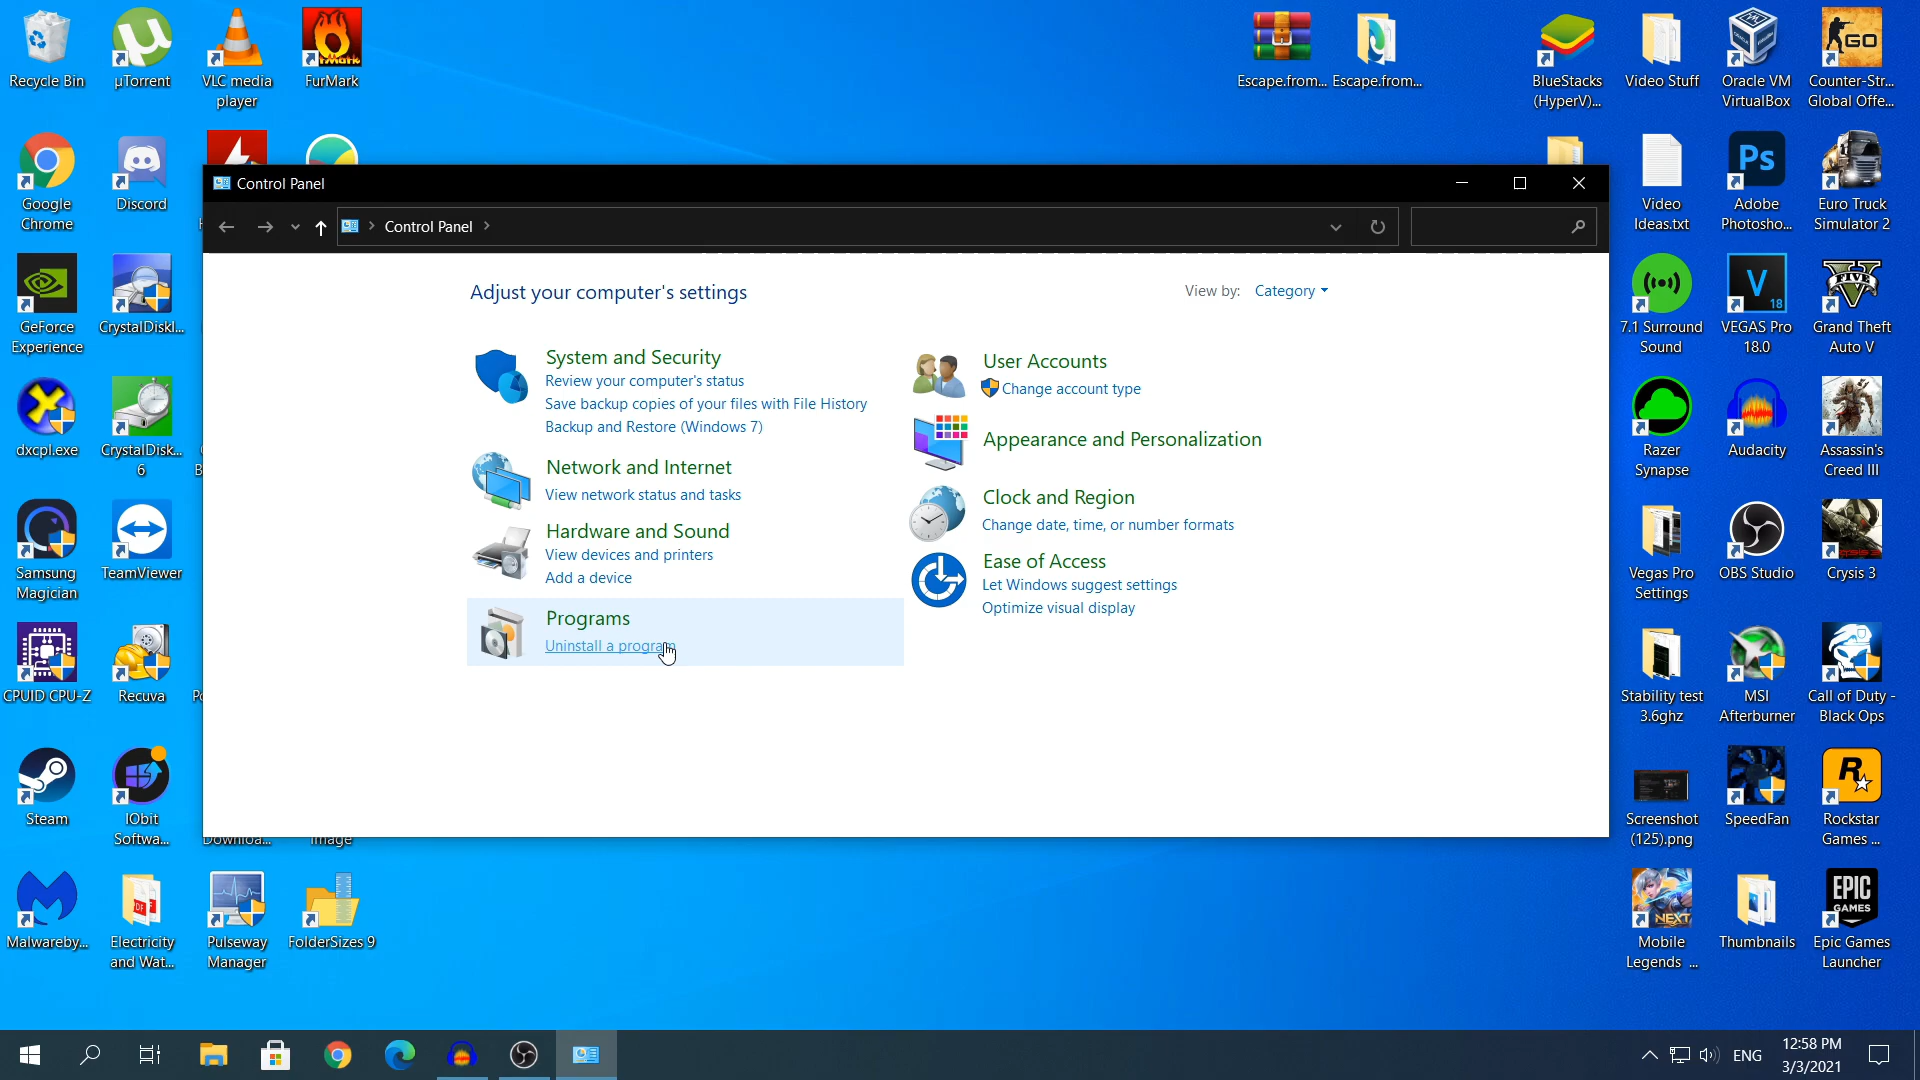 Recycle Bin
µTorrent
VLC media
player
FurMark
Escape.from...
Escape.from...
BlueStacks
(HyperV)...
Video Stuff
Oracle VM
VirtualBox
GO
Counter-Str...
Global Offe...
Google
Chrome
Discord
Video
Ideas.txt
Ps
Adobe
Photosho...
Euro Truck
Simulator 2
Control Panel
Control Panel
Adjust your computer's settings
View by:
Category
System and Security
Review your computer's status
Save backup copies of your files with File History
Backup and Restore (Windows 7)
Network and Internet
View network status and tasks
Hardware and Sound
View devices and printers
Add a device
Programs
Uninstall a program
User Accounts
Change account type
Appearance and Personalization
Clock and Region
Change date, time, or number formats
Ease of Access
Let Windows suggest settings
Optimize visual display
GeForce
Experience
CrystalDiskI...
7.1 Surround
Sound
V
18
VEGAS Pro
18.0
FIVE
Grand Theft
Auto V
dxcpl.exe
CrystalDisk...
6
Razer
Synapse
Audacity
Assassin's
Creed III
Samsung
Magician
TeamViewer
Vegas Pro
Settings
OBS Studio
Crysis 3
CPUID CPU-Z
Recuva
Stability test
3.6ghz
MSI
Afterburner
Call of Duty -
Black Ops
Steam
IObit
Softwa...
Downloa...
Image
Screenshot
(125).png
SpeedFan
R
Rockstar
Games ...
Malwareby...
PDF
Electricity
and Wat...
Pulseway
Manager
FolderSizes 9
NEXT
Mobile
Legends ...
Thumbnails
EPIC
GAMES
Epic Games
Launcher
ENG
12:58 PM
3/3/2021